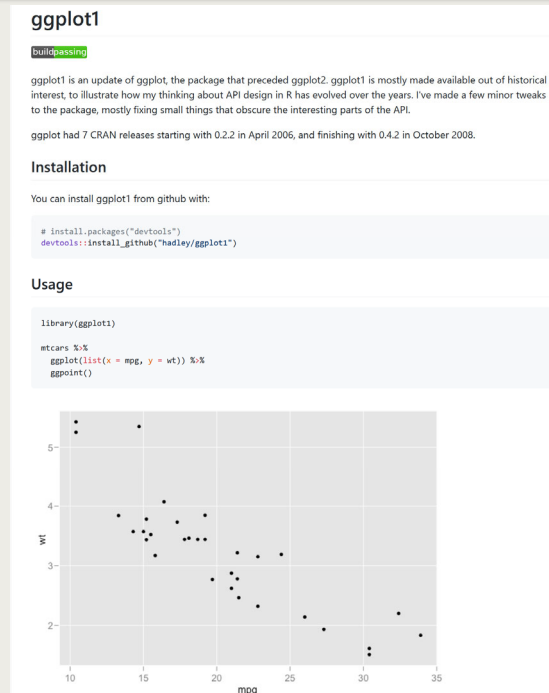 ggplot1
build passing
ggplot1 is an update of ggplot, the package that preceded ggplot2. ggplot1 is mostly made available out of historical
interest, to illustrate how my thinking about API design in R has evolved over the years. I've made a few minor tweaks
to the package, mostly fixing small things that obscure the interesting parts of the API.
ggplot had 7 CRAN releases starting with 0.2.2 in April 2006, and finishing with 0.4.2 in October 2008.
Installation
You can install ggplot1 from github with:
# install.packages("devtools")
devtools::install_github("hadley/ggplot1")
Usage
library(ggplot1)
mtcars %>%
ggplot(list(x = mpg, y = wt)) %>%
ggpoint()
5
4
wt
3
2
10 15 20 25 30 35
mpg